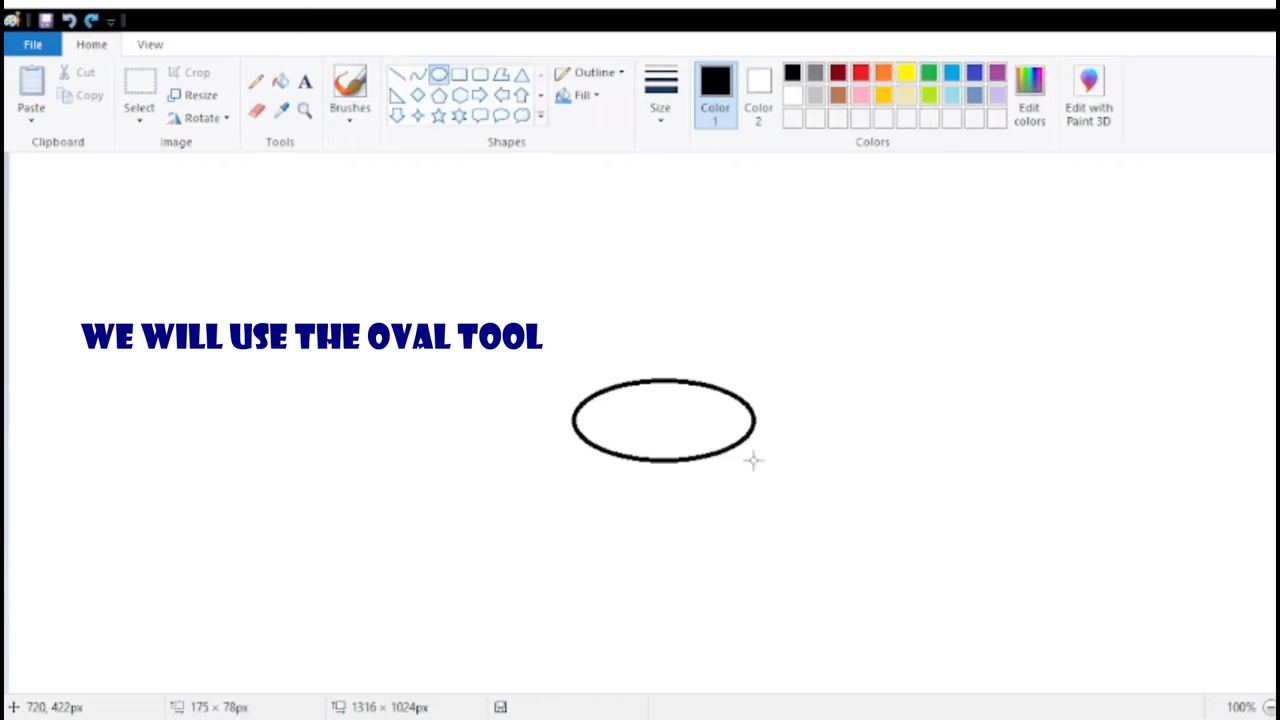 File Home View
Paste Cut Copy Select Crop Resize Rotate Brushes Outline Fill Size Color 1 Color 2 Edit colors Edit with Paint 3D
Clipboard Image Tools Shapes Colors
WE WILL USE THE OVAL TOOL
720, 422px 175 × 78px 1316 × 1024px 100%